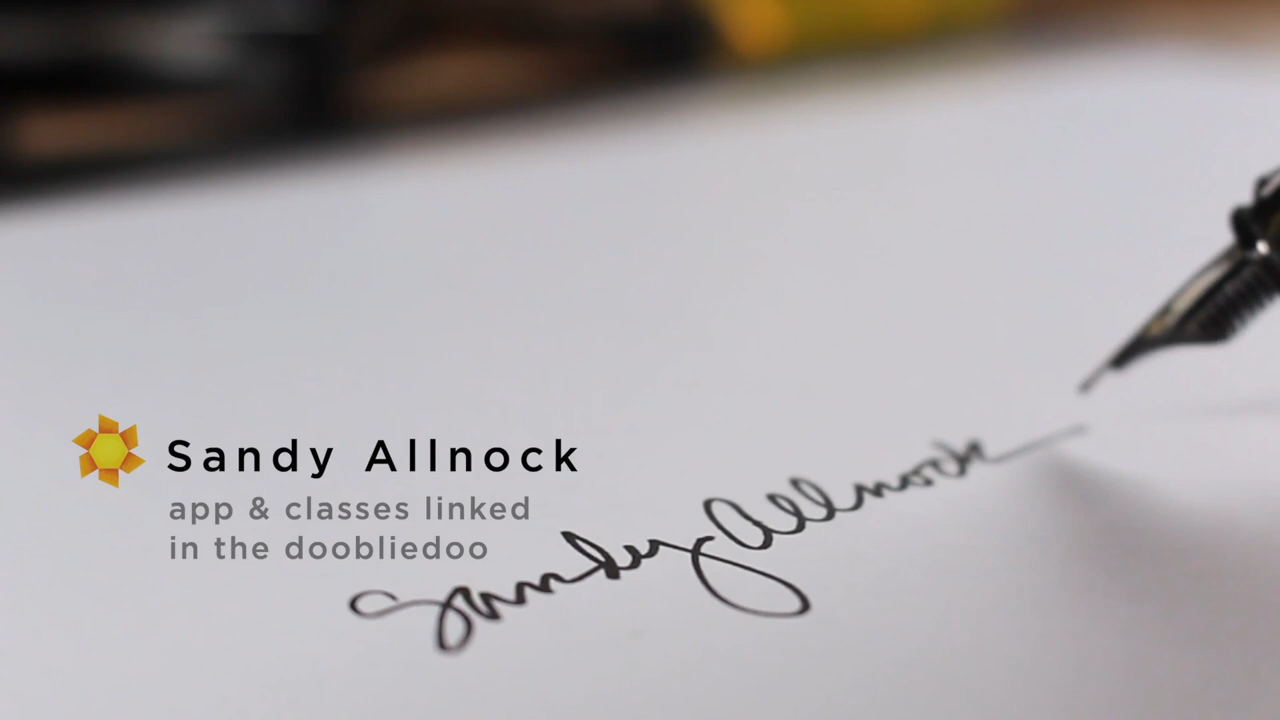 Sandy Allnock
app & classes linked
in the doobliedoo
Sandy Allnock